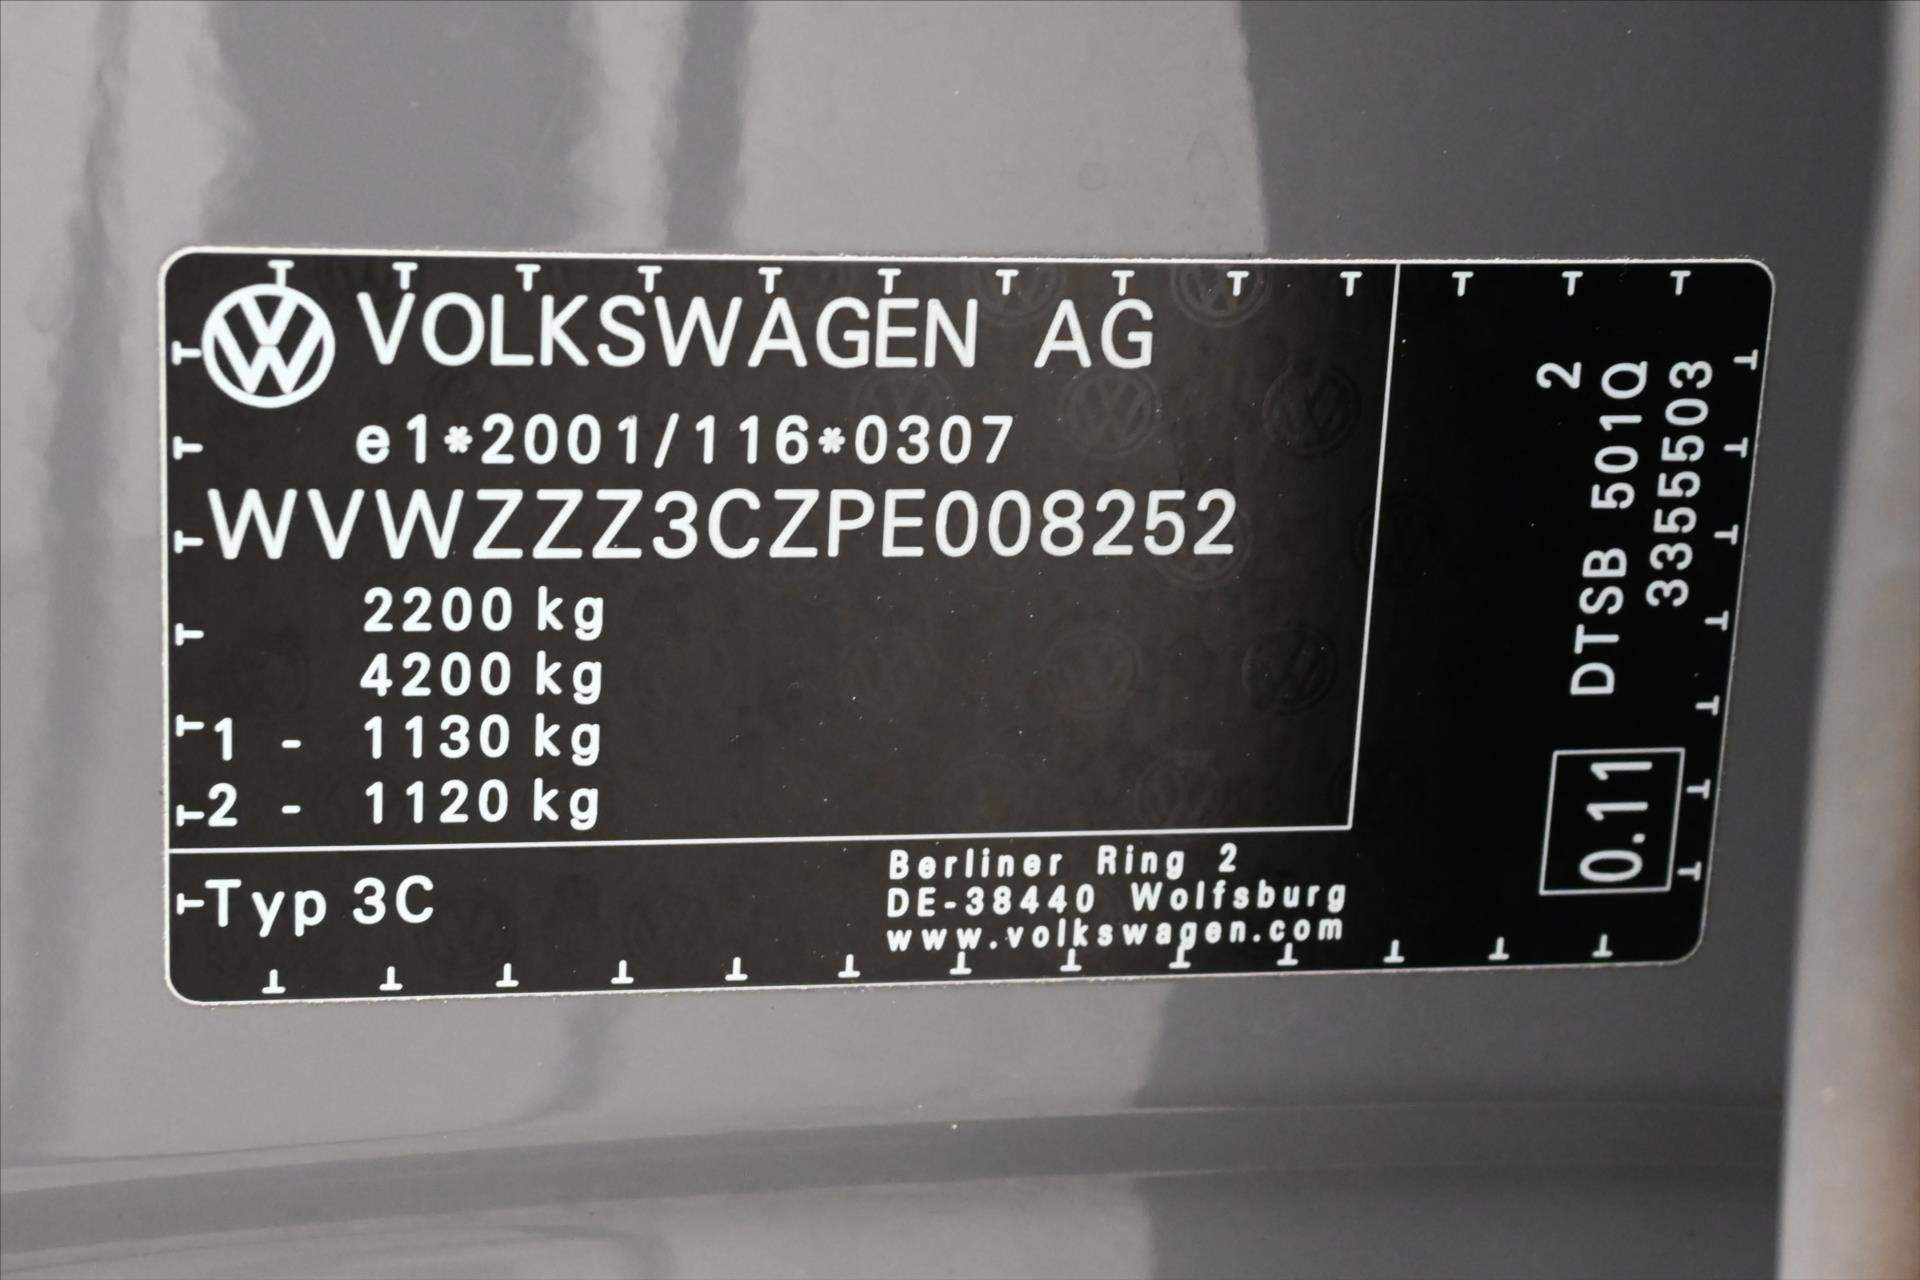 VOLKSWAGEN AG
e1*2001/116*0307
WVWZZZ3CZPE008252
2200 kg
4200 kg
1 - 1130 kg
2 - 1120 kg
Typ 3C
Berliner Ring 2
DE-38440 Wolfsburg
www.volkswagen.com
2
DTSB 501Q
3355503
0.11